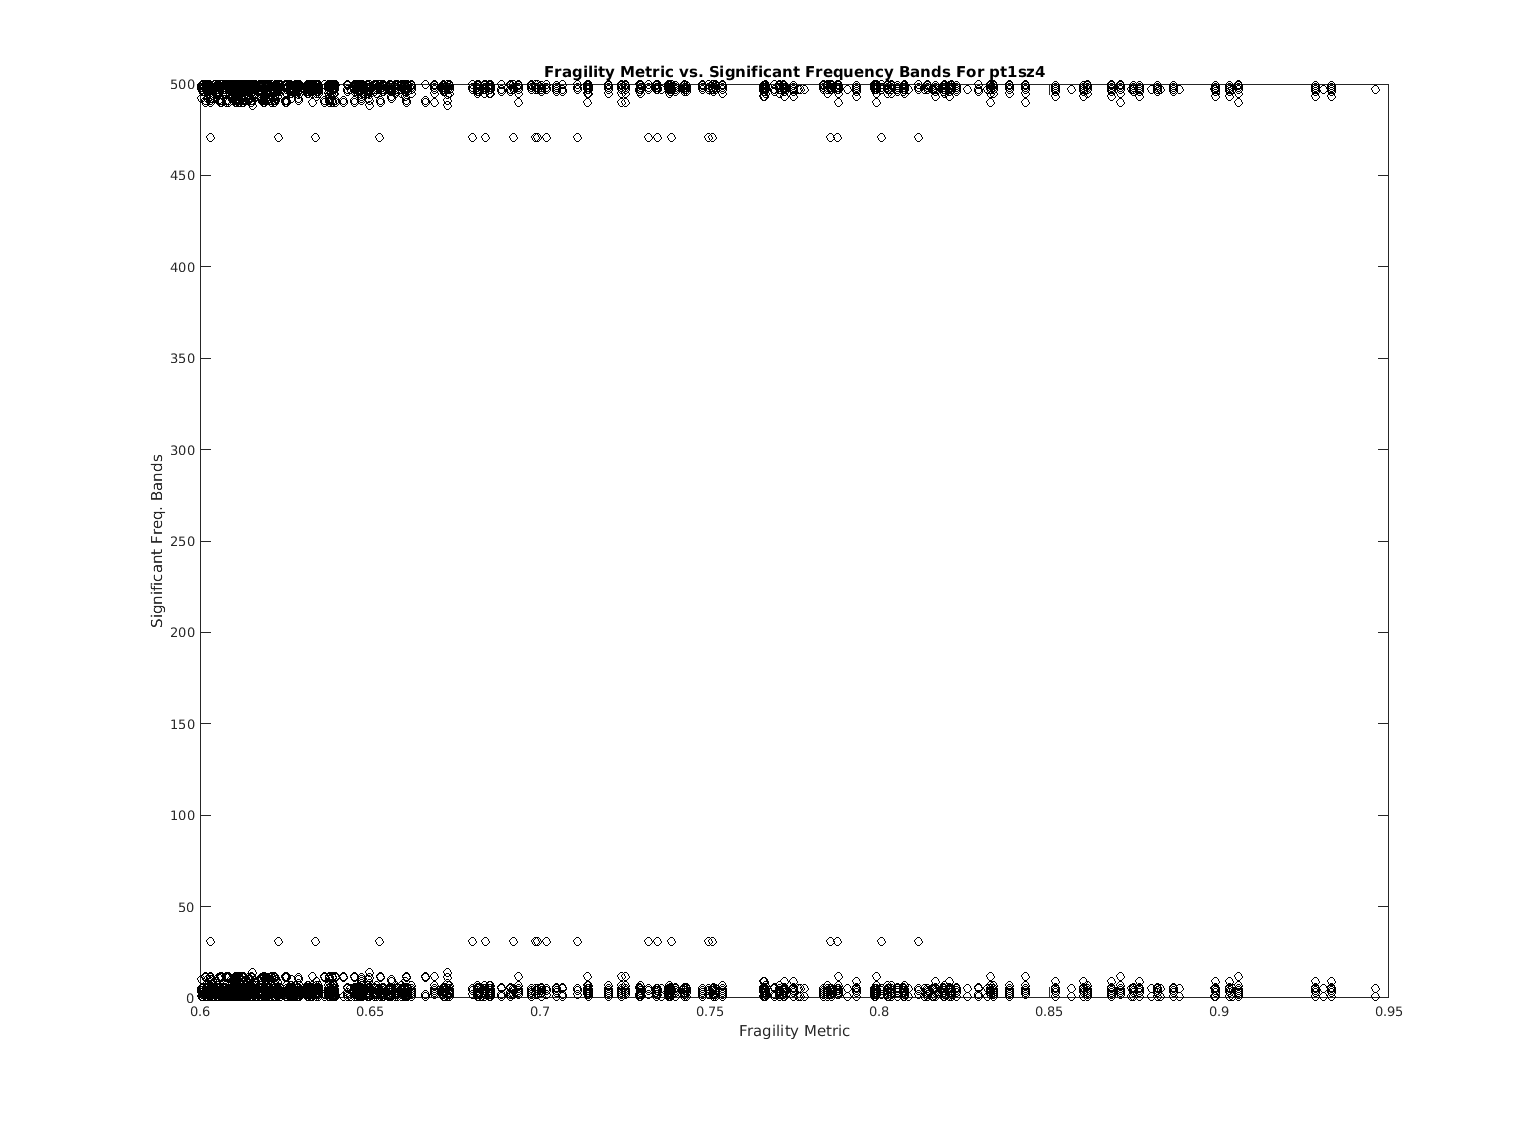 Fragility Metric vs. Significant Frequency Bands For pt1sz4
500
450
400
350
300
250
200
150
100
50
0
Significant Freq. Bands
0.6 0.65 0.7 0.75 0.8 0.85 0.9 0.95
Fragility Metric